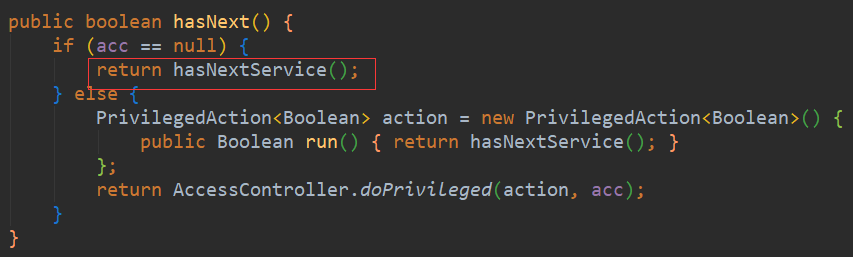 public boolean hasNext() {
    if (acc == null) {
        return hasNextService();
    } else {
        PrivilegedAction<Boolean> action = new PrivilegedAction<Boolean>() {
            public Boolean run() { return hasNextService(); }
        };
        return AccessController.doPrivileged(action, acc);
    }
}